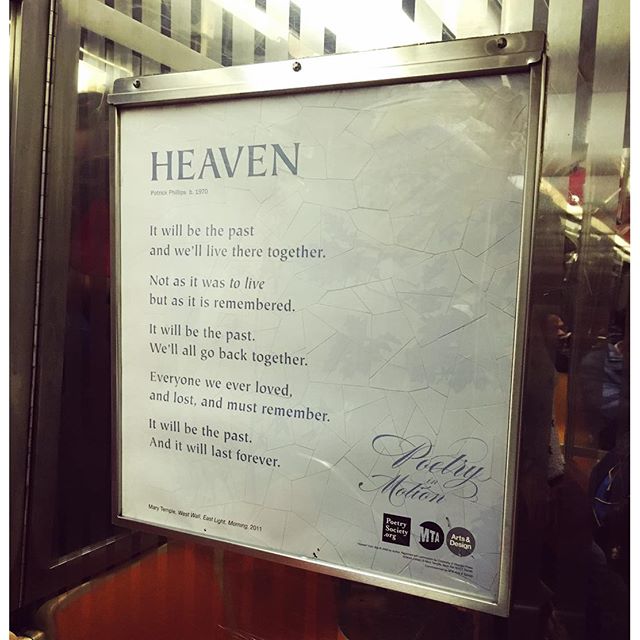 HEAVEN
Patrick Phillips b. 1970
It will be the past
and we'll live there together.
Not as it was to live
but as it is remembered.
It will be the past.
We'll all go back together.
Everyone we ever loved,
and lost, and must remember.
It will be the past.
And it will last forever.
Poetry
in
Motion
Mary Temple, West Wall, East Light, Morning, 2011
Poetry
Society
.org
MTA
Arts &
Design